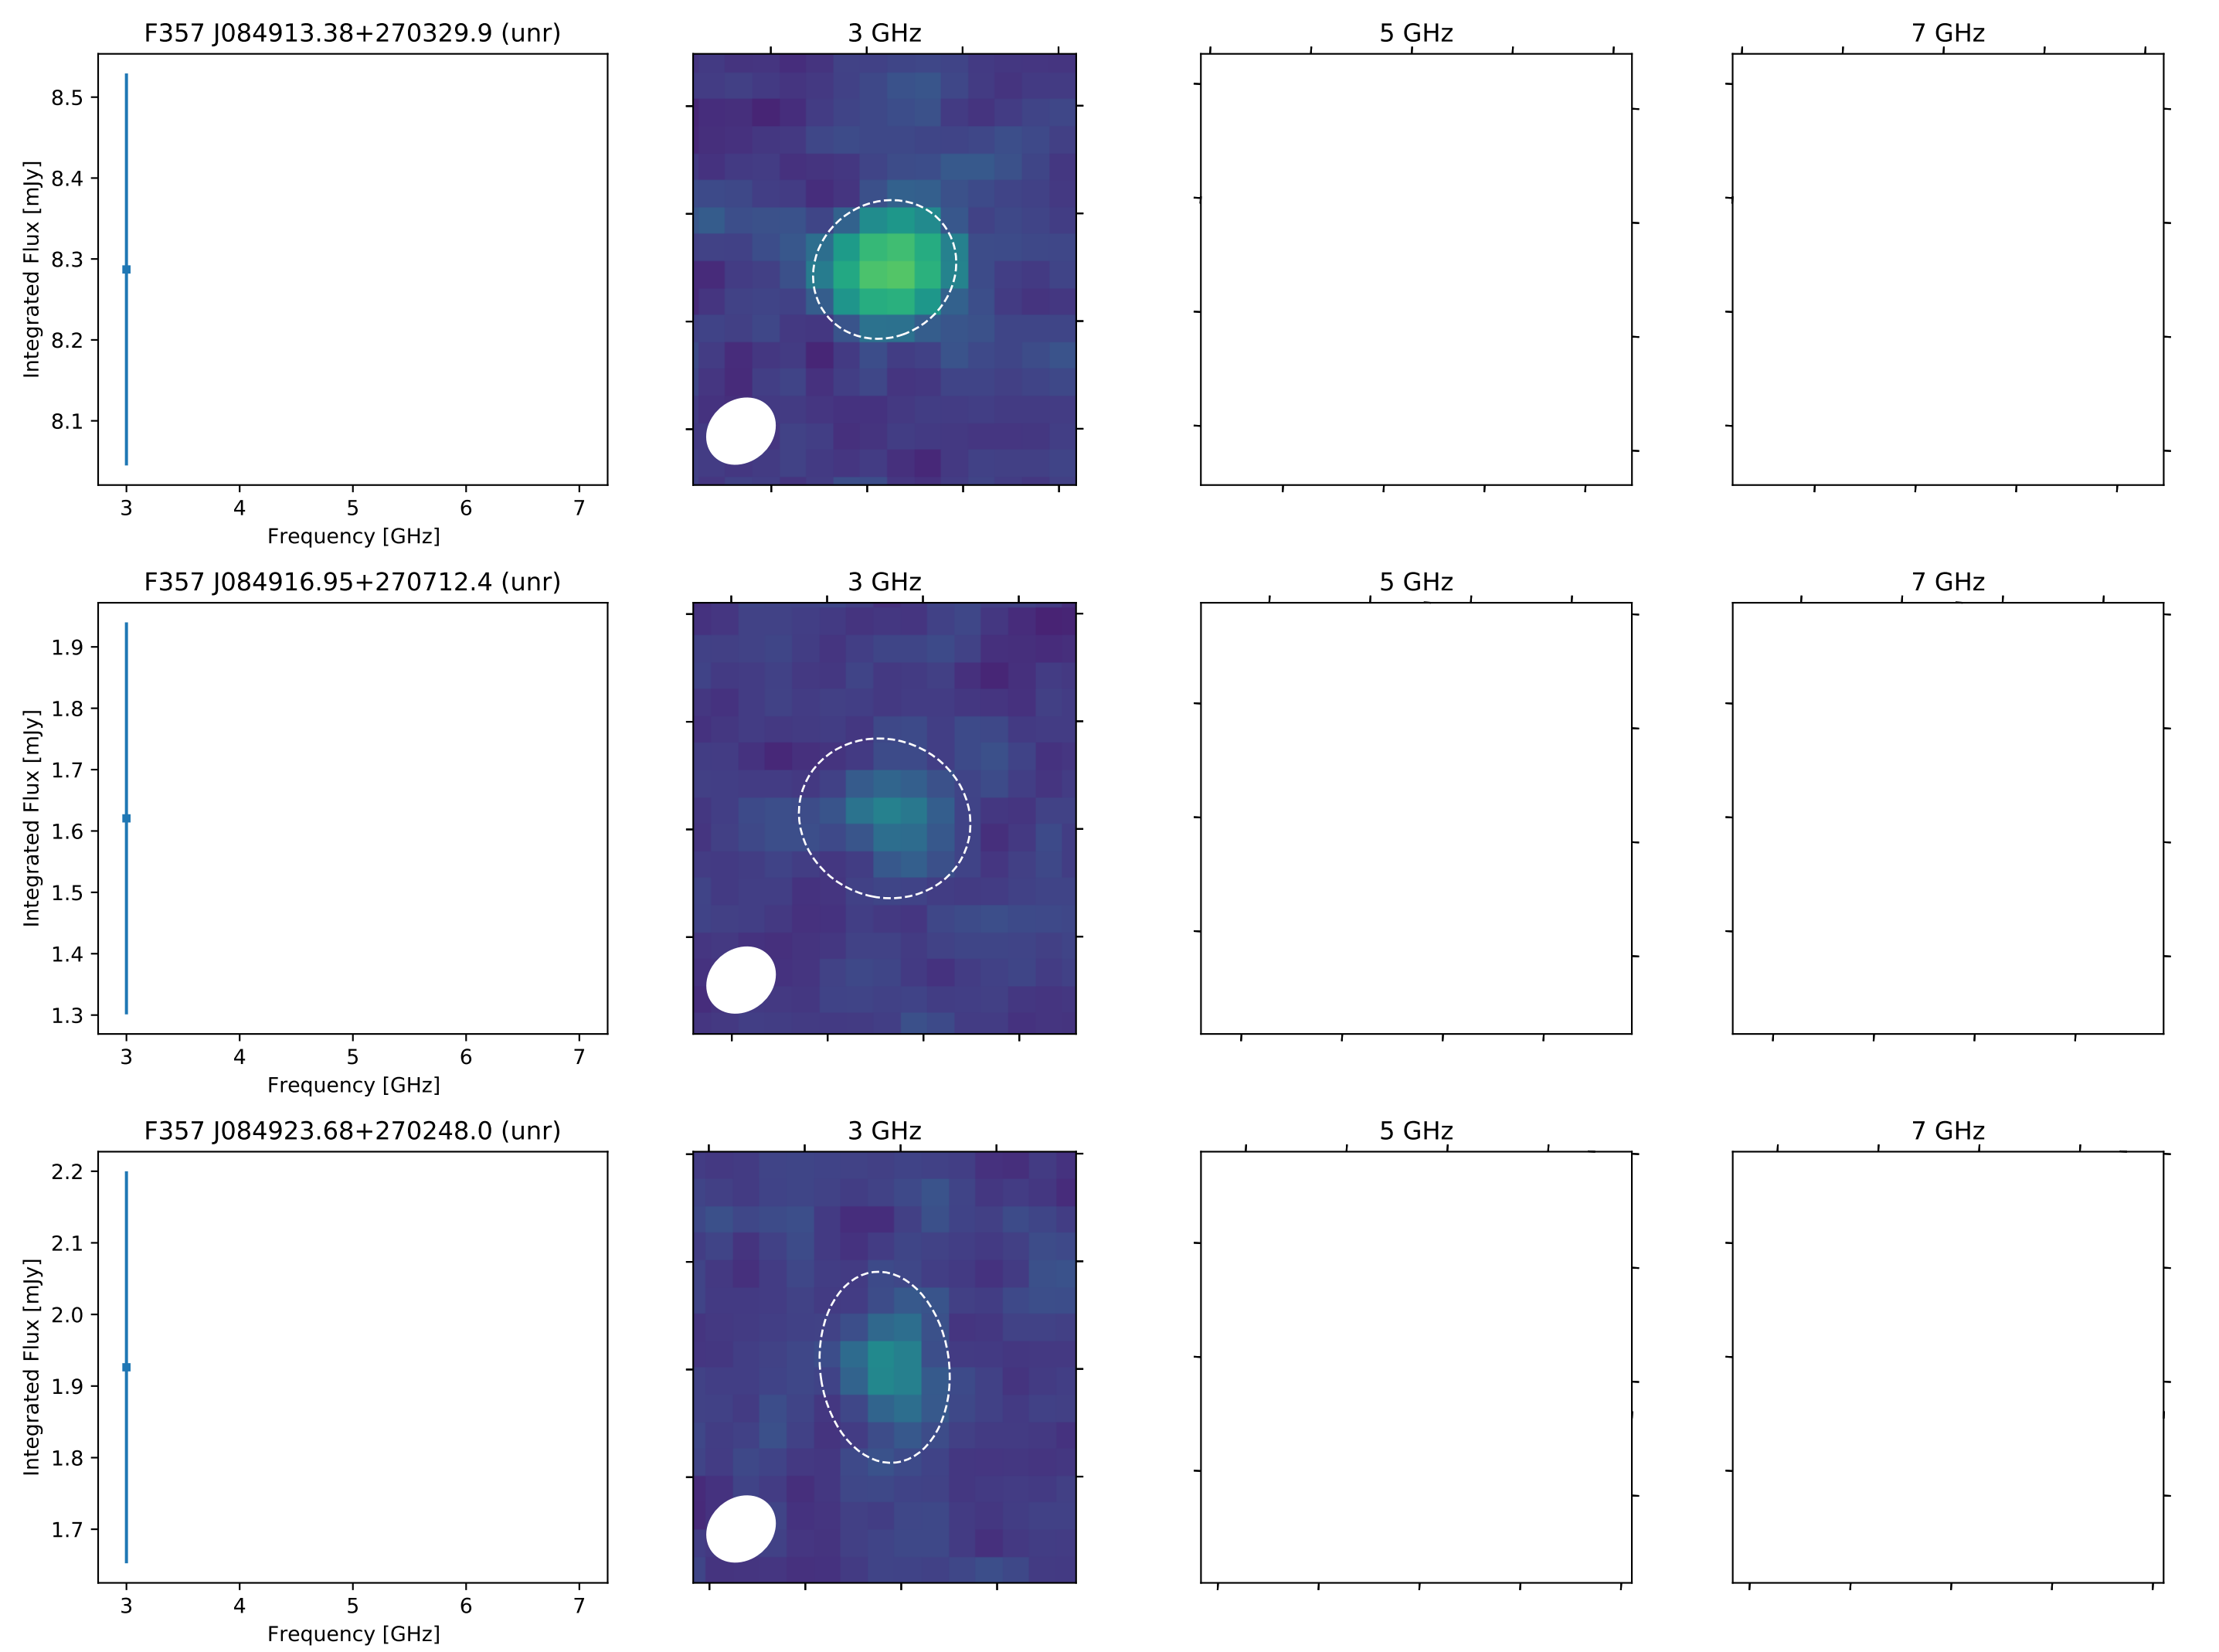 F357 J084913.38+270329.9 (unr)
3 GHz
5 GHz
7 GHz
Integrated Flux [mJy]
8.5
8.4
8.3
8.2
8.1
3 4 5 6 7
Frequency [GHz]
F357 J084916.95+270712.4 (unr)
3 GHz
5 GHz
7 GHz
Integrated Flux [mJy]
1.9
1.8
1.7
1.6
1.5
1.4
1.3
3 4 5 6 7
Frequency [GHz]
F357 J084923.68+270248.0 (unr)
3 GHz
5 GHz
7 GHz
Integrated Flux [mJy]
2.2
2.1
2.0
1.9
1.8
1.7
3 4 5 6 7
Frequency [GHz]